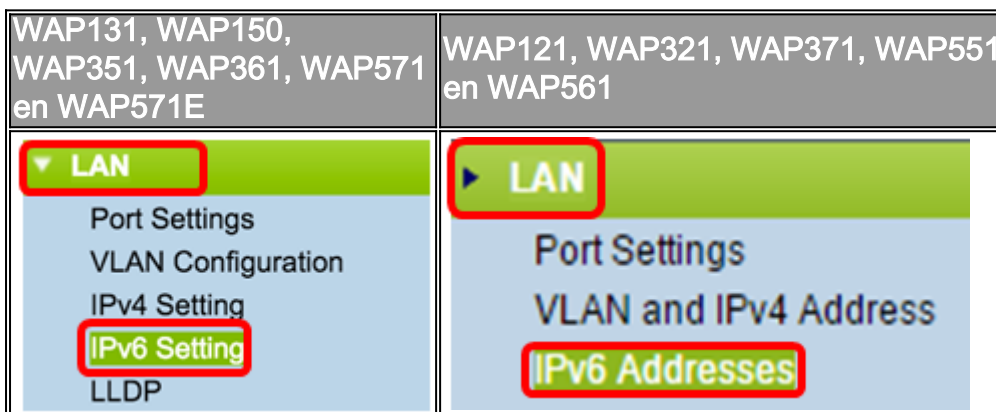 WAP131, WAP150,
WAP351, WAP361, WAP571
en WAP571E
WAP121, WAP321, WAP371, WAP551
en WAP561
LAN
Port Settings
VLAN Configuration
IPv4 Setting
IPv6 Setting
LLDP
LAN
Port Settings
VLAN and IPv4 Address
IPv6 Addresses